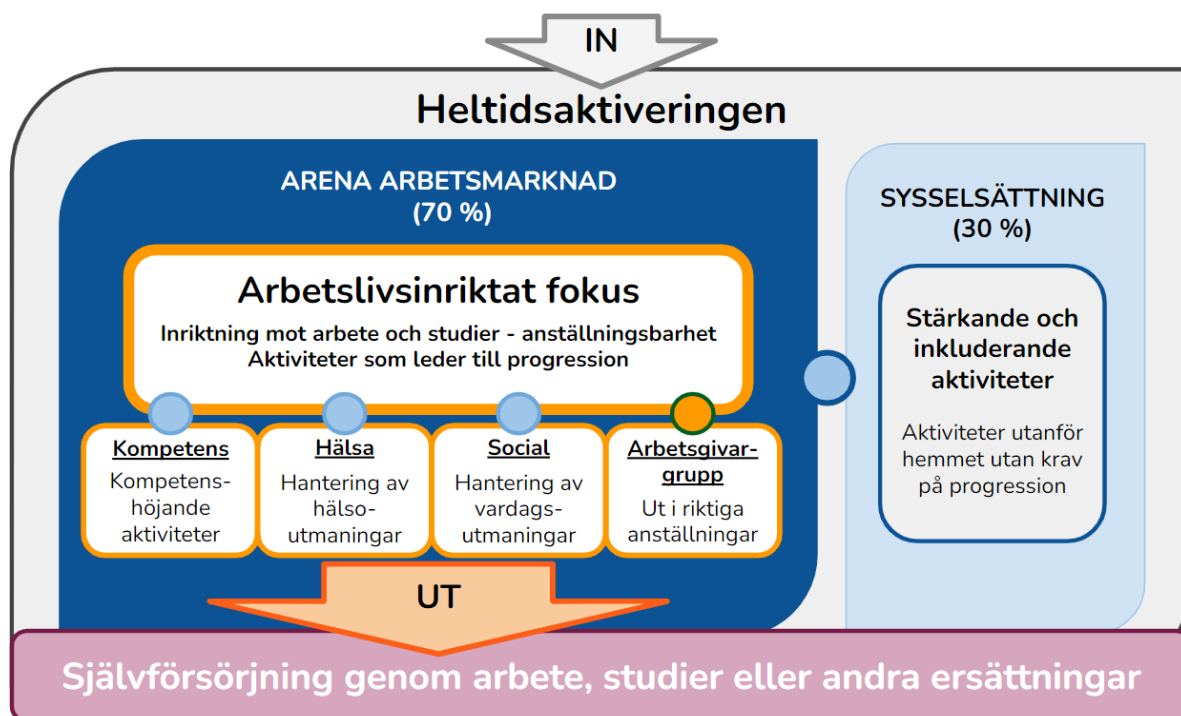 IN
Heltidsaktiveringen
ARENA ARBETSMARKNAD
(70 %)
Arbetslivsinriktat fokus
Inriktning mot arbete och studier - anställningsbarhet
Aktiviteter som leder till progression
Kompetens
Kompetens-
höjande
aktiviteter
Hälsa
Hantering av
hälso-
utmaningar
Social
Hantering av
vardags-
utmaningar
Arbetsgivar-
grupp
Ut i riktiga
anställningar
SYSSELSÄTTNING
(30 %)
Stärkande och
inkluderande
aktiviteter
Aktiviteter utanför
hemmet utan krav
på progression
UT
Självförsörjning genom arbete, studier eller andra ersättningar